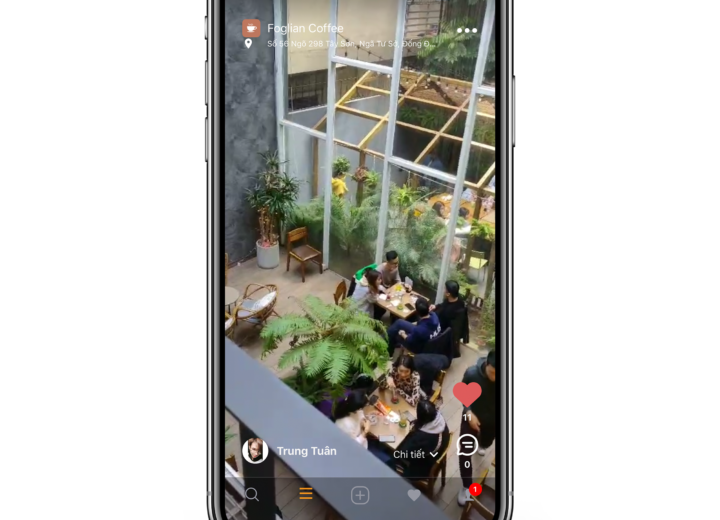 Foglian Coffee
Số 56 Ngõ 298 Tây Sơn, Ngã Tư Sở, Đống Đ...
11
Trung Tuân
Chi tiết
0
1